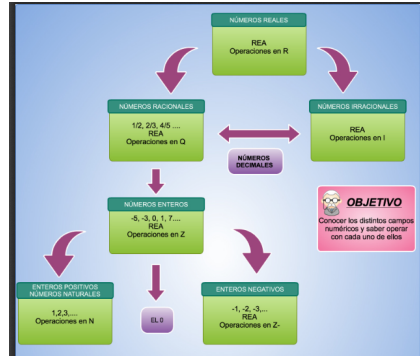 NÚMEROS REALES
REA
Operaciones en R
NÚMEROS RACIONALES
1/2, 2/3, 4/5 ....
REA
Operaciones en Q
NÚMEROS IRRACIONALES
REA
Operaciones en I
NÚMEROS
DECIMALES
NÚMEROS ENTEROS
-5, -3, 0, 1, 7....
REA
Operaciones en Z
OBJETIVO
Conocer los distintos campos
numéricos y saber operar
con cada uno de ellos
ENTEROS POSITIVOS
NÚMEROS NATURALES
1,2,3,....
Operaciones en N
EL 0
ENTEROS NEGATIVOS
-1, -2, -3,...
REA
Operaciones en Z-